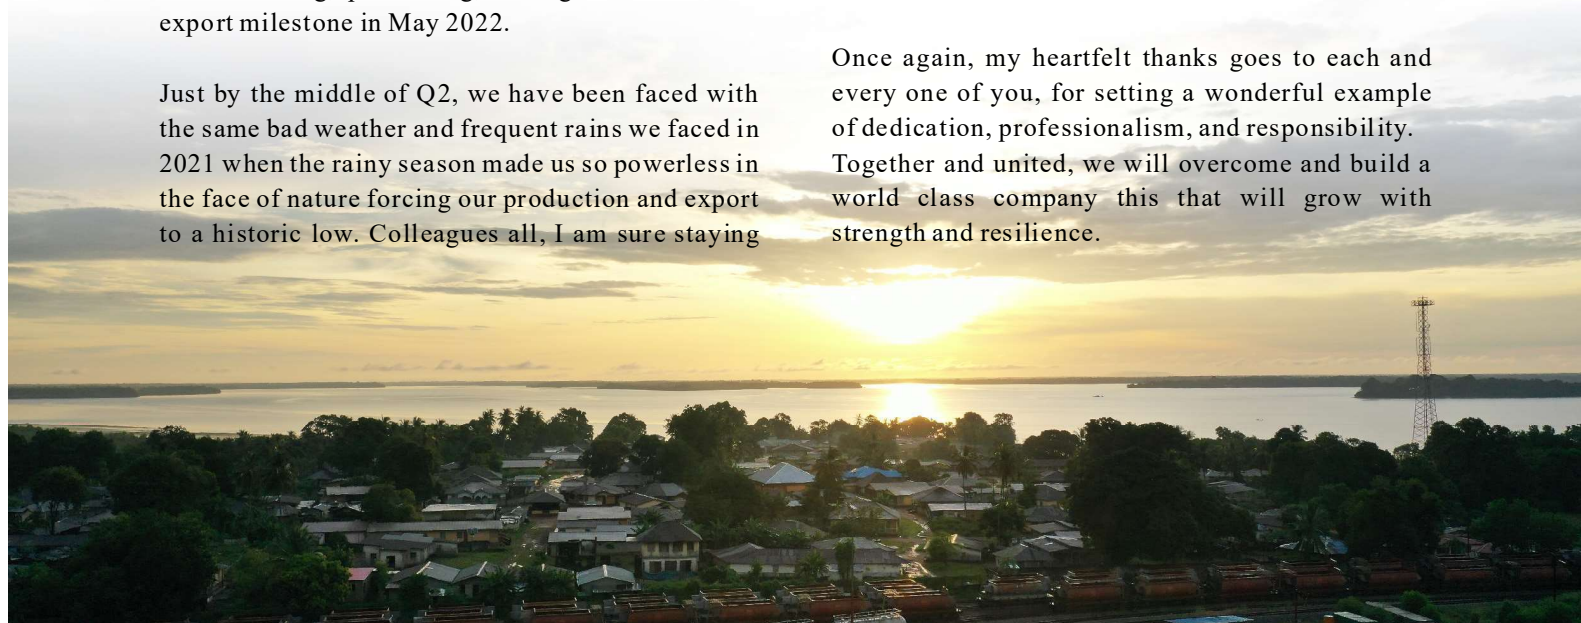 export milestone in May 2022.
Just by the middle of Q2, we have been faced with
the same bad weather and frequent rains we faced in
2021 when the rainy season made us so powerless in
the face of nature forcing our production and export
to a historic low. Colleagues all, I am sure staying
Once again, my heartfelt thanks goes to each and
every one of you, for setting a wonderful example
of dedication, professionalism, and responsibility.
Together and united, we will overcome and build a
world class company this that will grow with
strength and resilience.